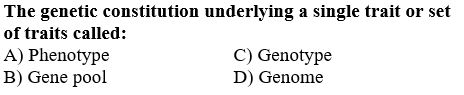 The genetic constitution underlying a single trait or set
of traits called:
A) Phenotype C) Genotype
B) Gene pool D) Genome